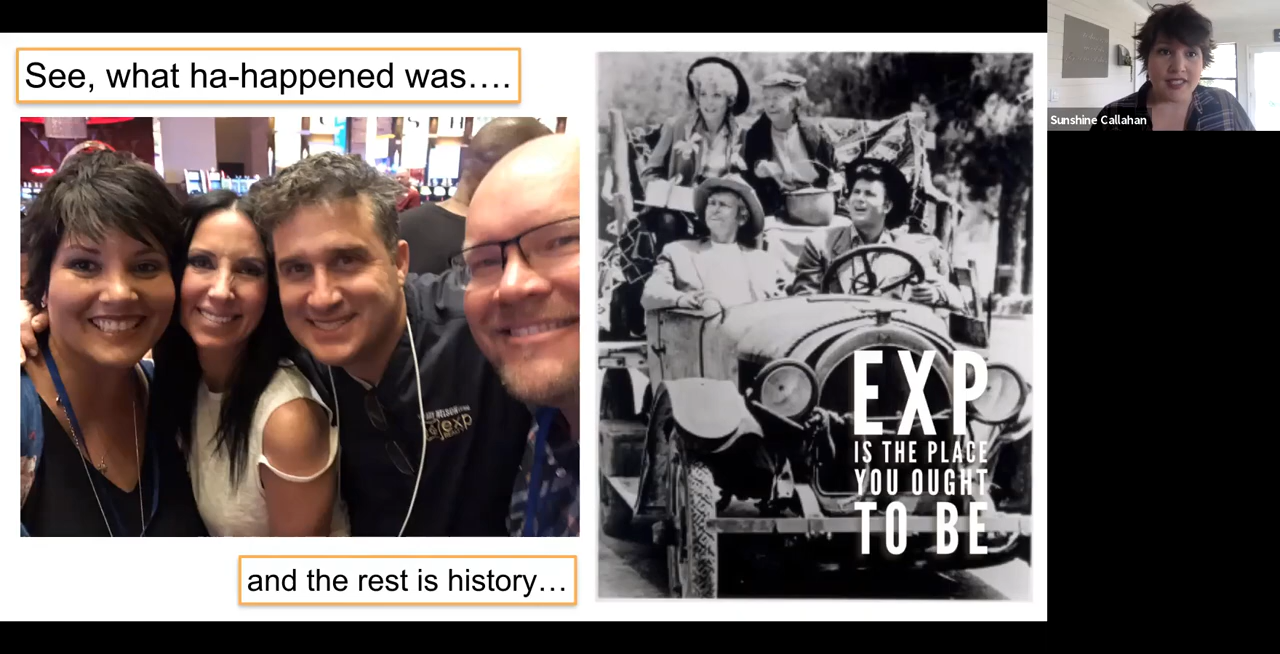 See, what ha-happened was….
Sunshine Callahan
exp
EXP
IS THE PLACE
YOU OUGHT
TO BE
and the rest is history…